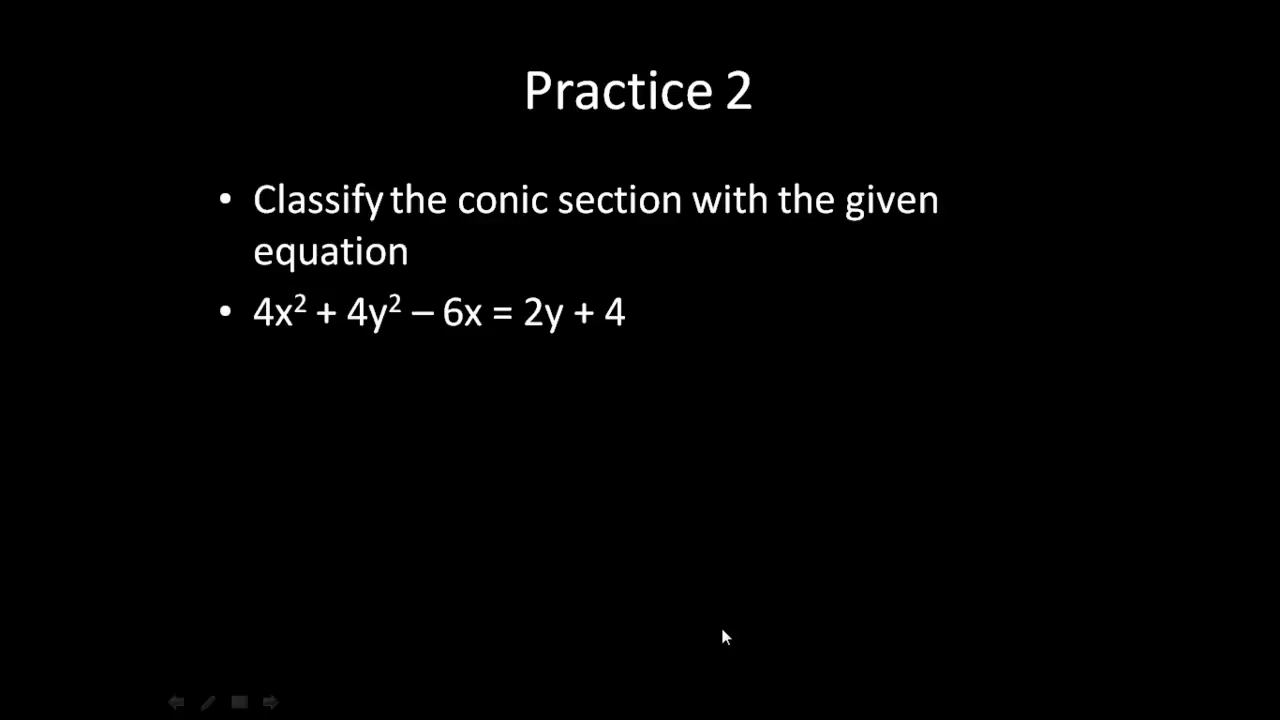 Practice 2
• Classify the conic section with the given
equation
• 4x² + 4y² – 6x = 2y + 4